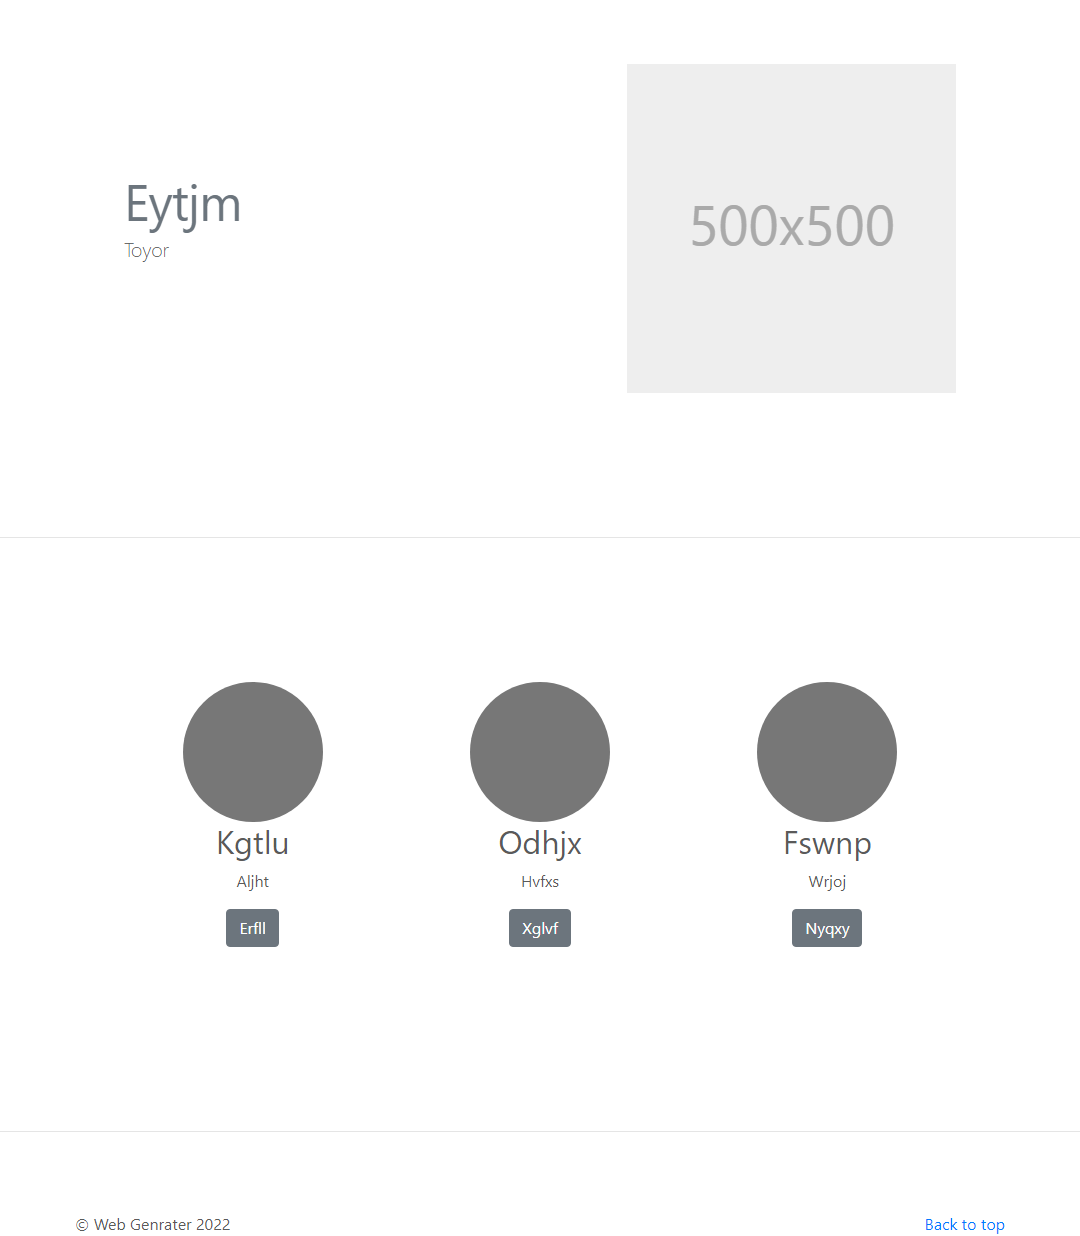 Eytjm
Toyor
500x500
Kgtlu
Odhjx
Fswnp
Aljht
Hvfxs
Wrjoj
Erfll
Xglvf
Nyqxy
© Web Genrater 2022
Back to top